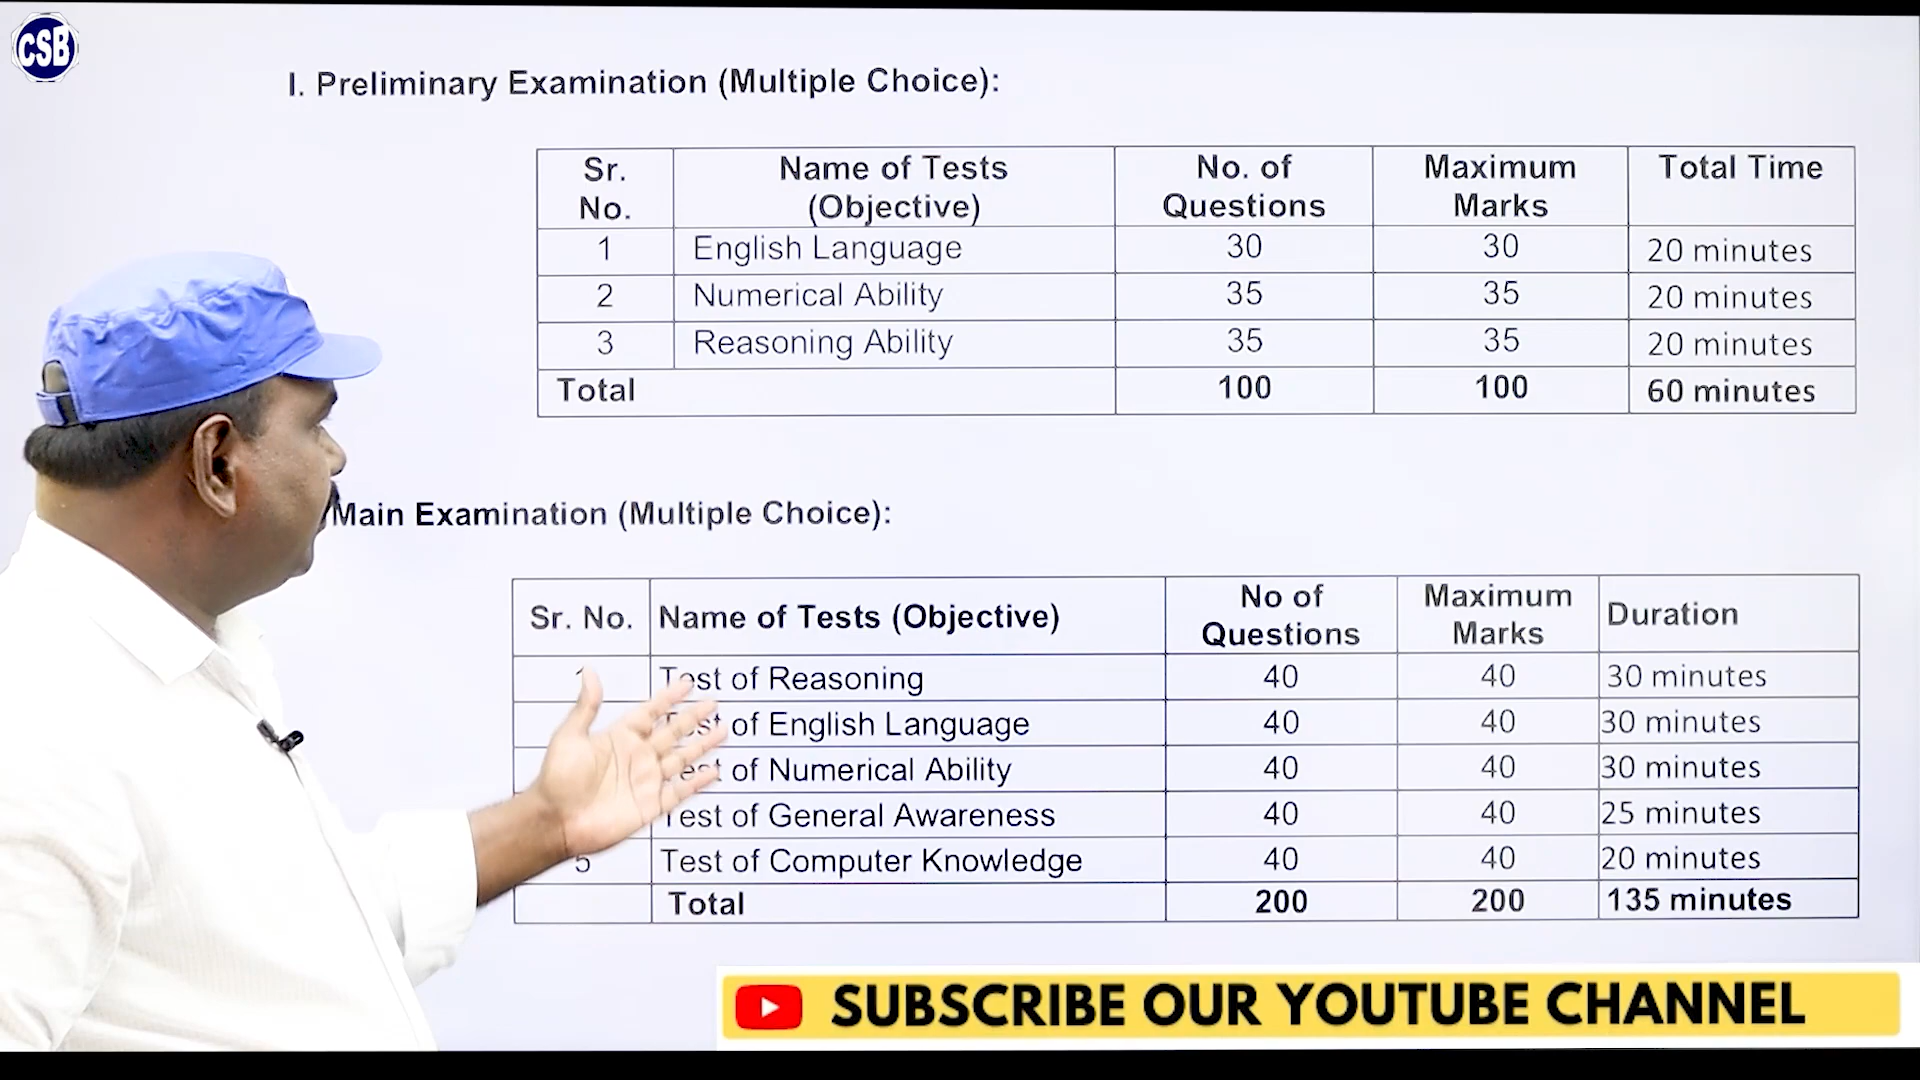 CSB
I. Preliminary Examination (Multiple Choice):
Sr. No. Name of Tests (Objective) No. of Questions Maximum Marks Total Time
1 English Language 30 30 20 minutes
2 Numerical Ability 35 35 20 minutes
3 Reasoning Ability 35 35 20 minutes
Total 100 100 60 minutes
Main Examination (Multiple Choice):
Sr. No. Name of Tests (Objective) No of Questions Maximum Marks Duration
Test of Reasoning 40 40 30 minutes
Test of English Language 40 40 30 minutes
Test of Numerical Ability 40 40 30 minutes
Test of General Awareness 40 40 25 minutes
5 Test of Computer Knowledge 40 40 20 minutes
Total 200 200 135 minutes
SUBSCRIBE OUR YOUTUBE CHANNEL